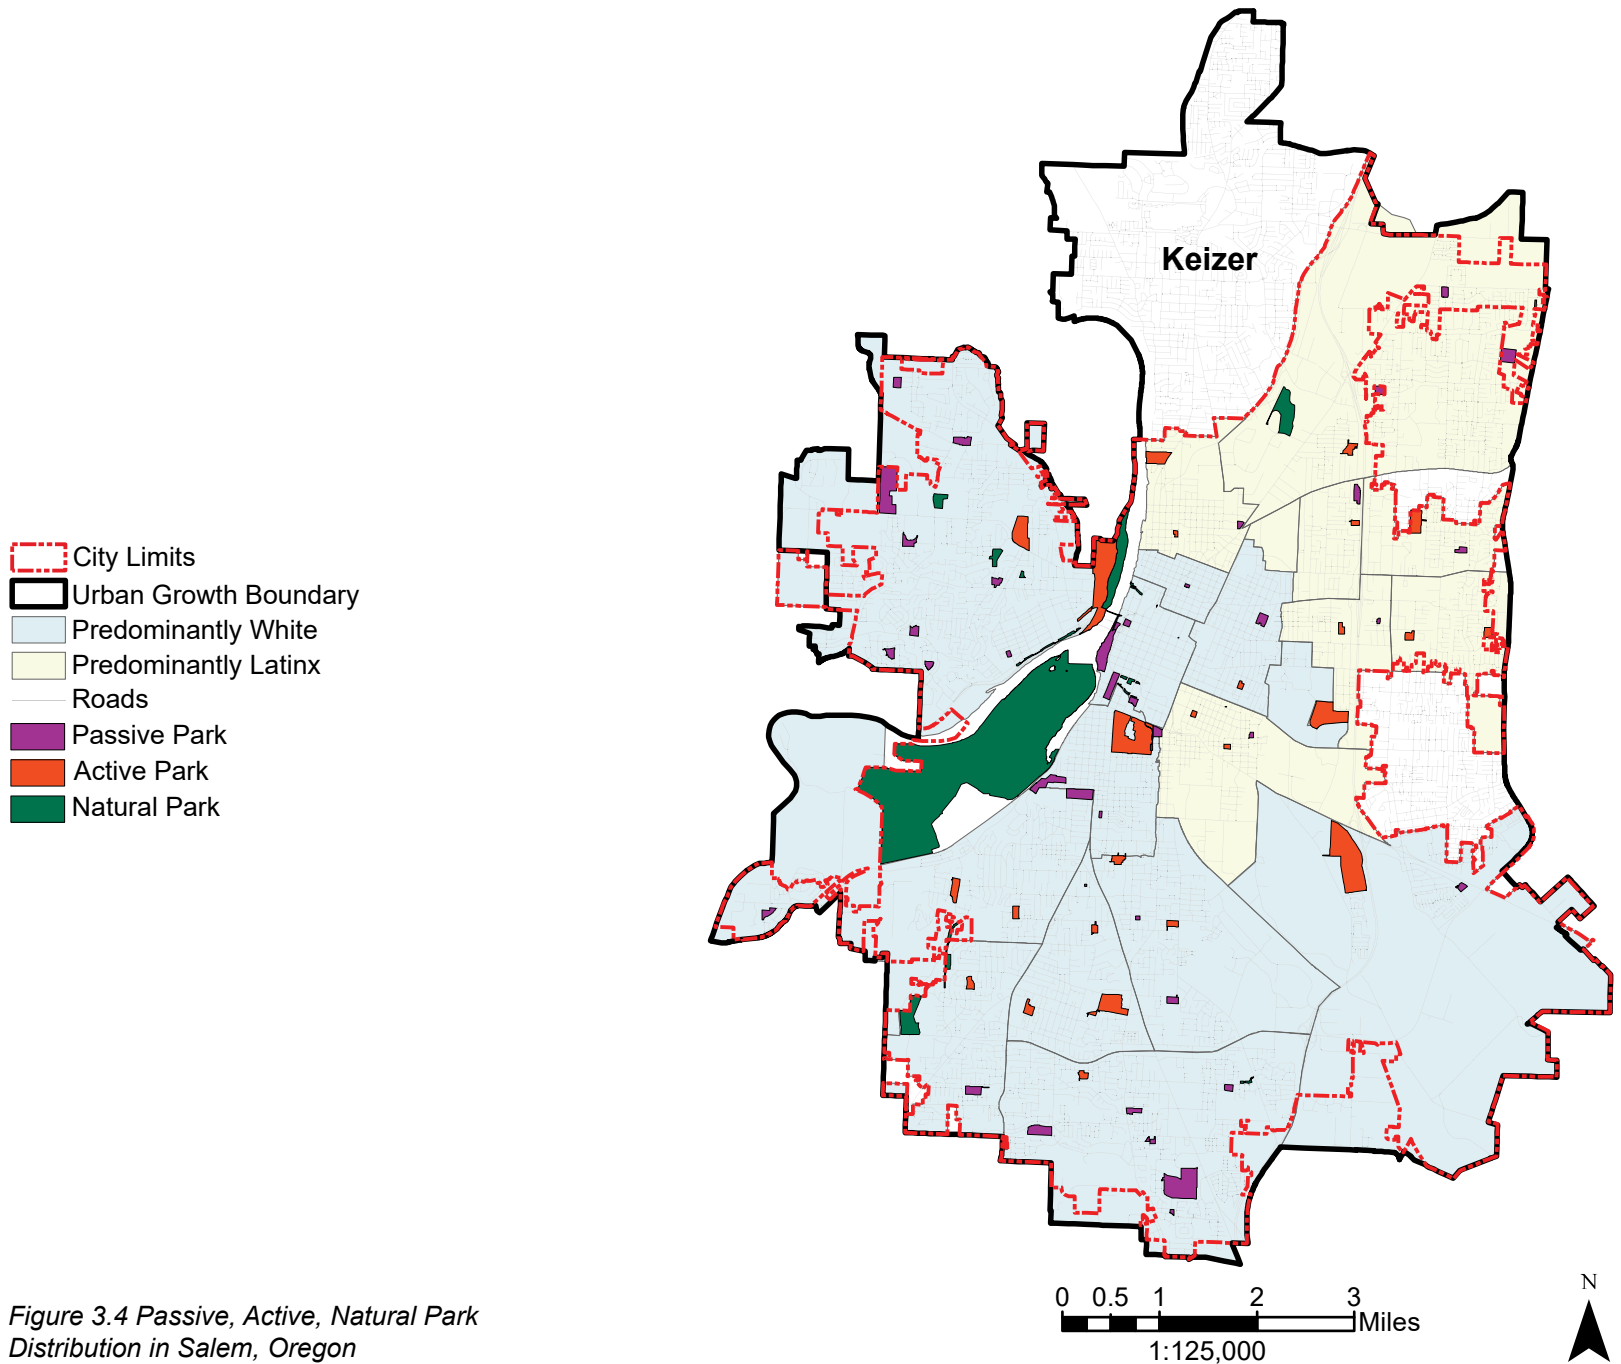 Keizer
City Limits
Urban Growth Boundary
Predominantly White
Predominantly Latinx
Roads
Passive Park
Active Park
Natural Park
N
0 0.5 1 2 3
Miles
1:125,000
Figure 3.4 Passive, Active, Natural Park
Distribution in Salem, Oregon